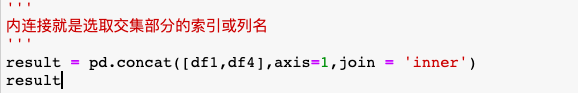 '''
内连接就是选取交集部分的索引或列名
'''
result = pd.concat([df1,df4],axis=1,join = 'inner')
result